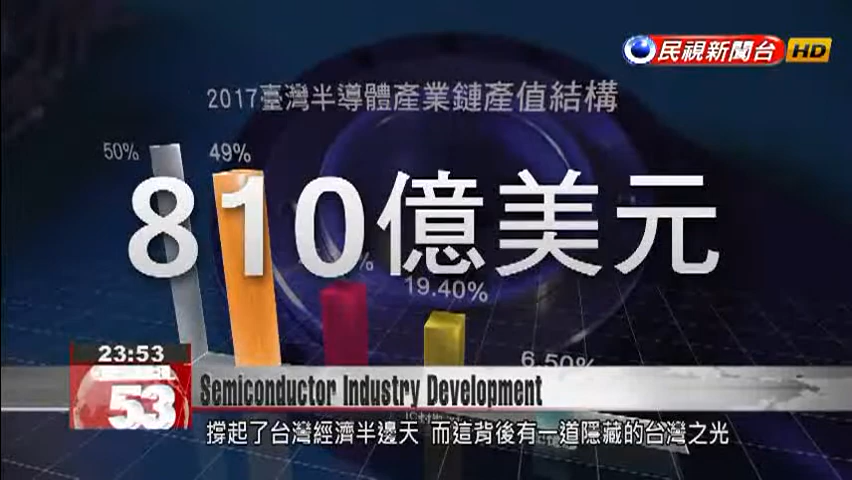 民視新聞台 HD
2017臺灣半導體產業鏈產值結構
50%
49%
810億美元
19.40%
6.50%
23:53
53
Semiconductor Industry Development
撐起了台灣經濟半邊天 而這背後有一道隱藏的台灣之光